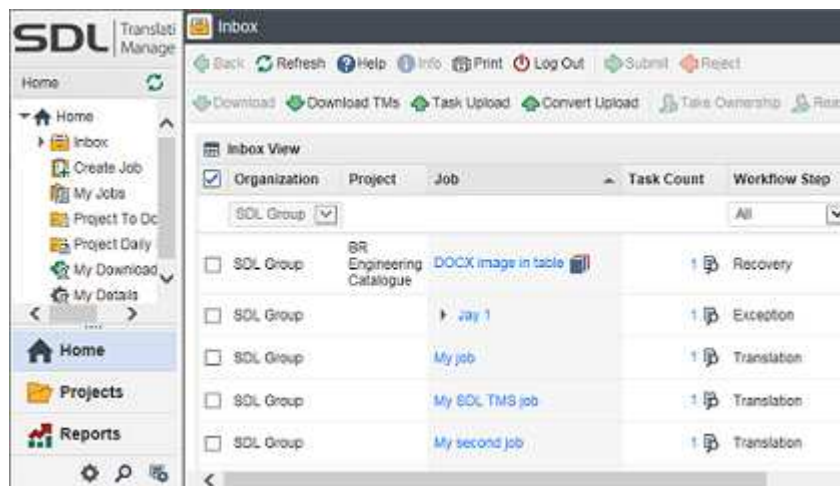 SDL Translati
Manage
Inbox
Back Refresh Help Info Print Log Out Submit Reject
Home
Download Download TMs Task Upload Convert Upload Take Ownership
Home
Inbox
Create Job
My Jobs
Project To Do
Project Daily
My Download
My Details
Home
Projects
Reports
Inbox View
Organization Project Job Task Count Workflow Step
SDL Group All
SDL Group BR Engineering Catalogue DOCX image in table 1 Recovery
SDL Group Jay 1 1 Exception
SDL Group My job 1 Translation
SDL Group My SDL TMS job 1 Translation
SDL Group My second job 1 Translation